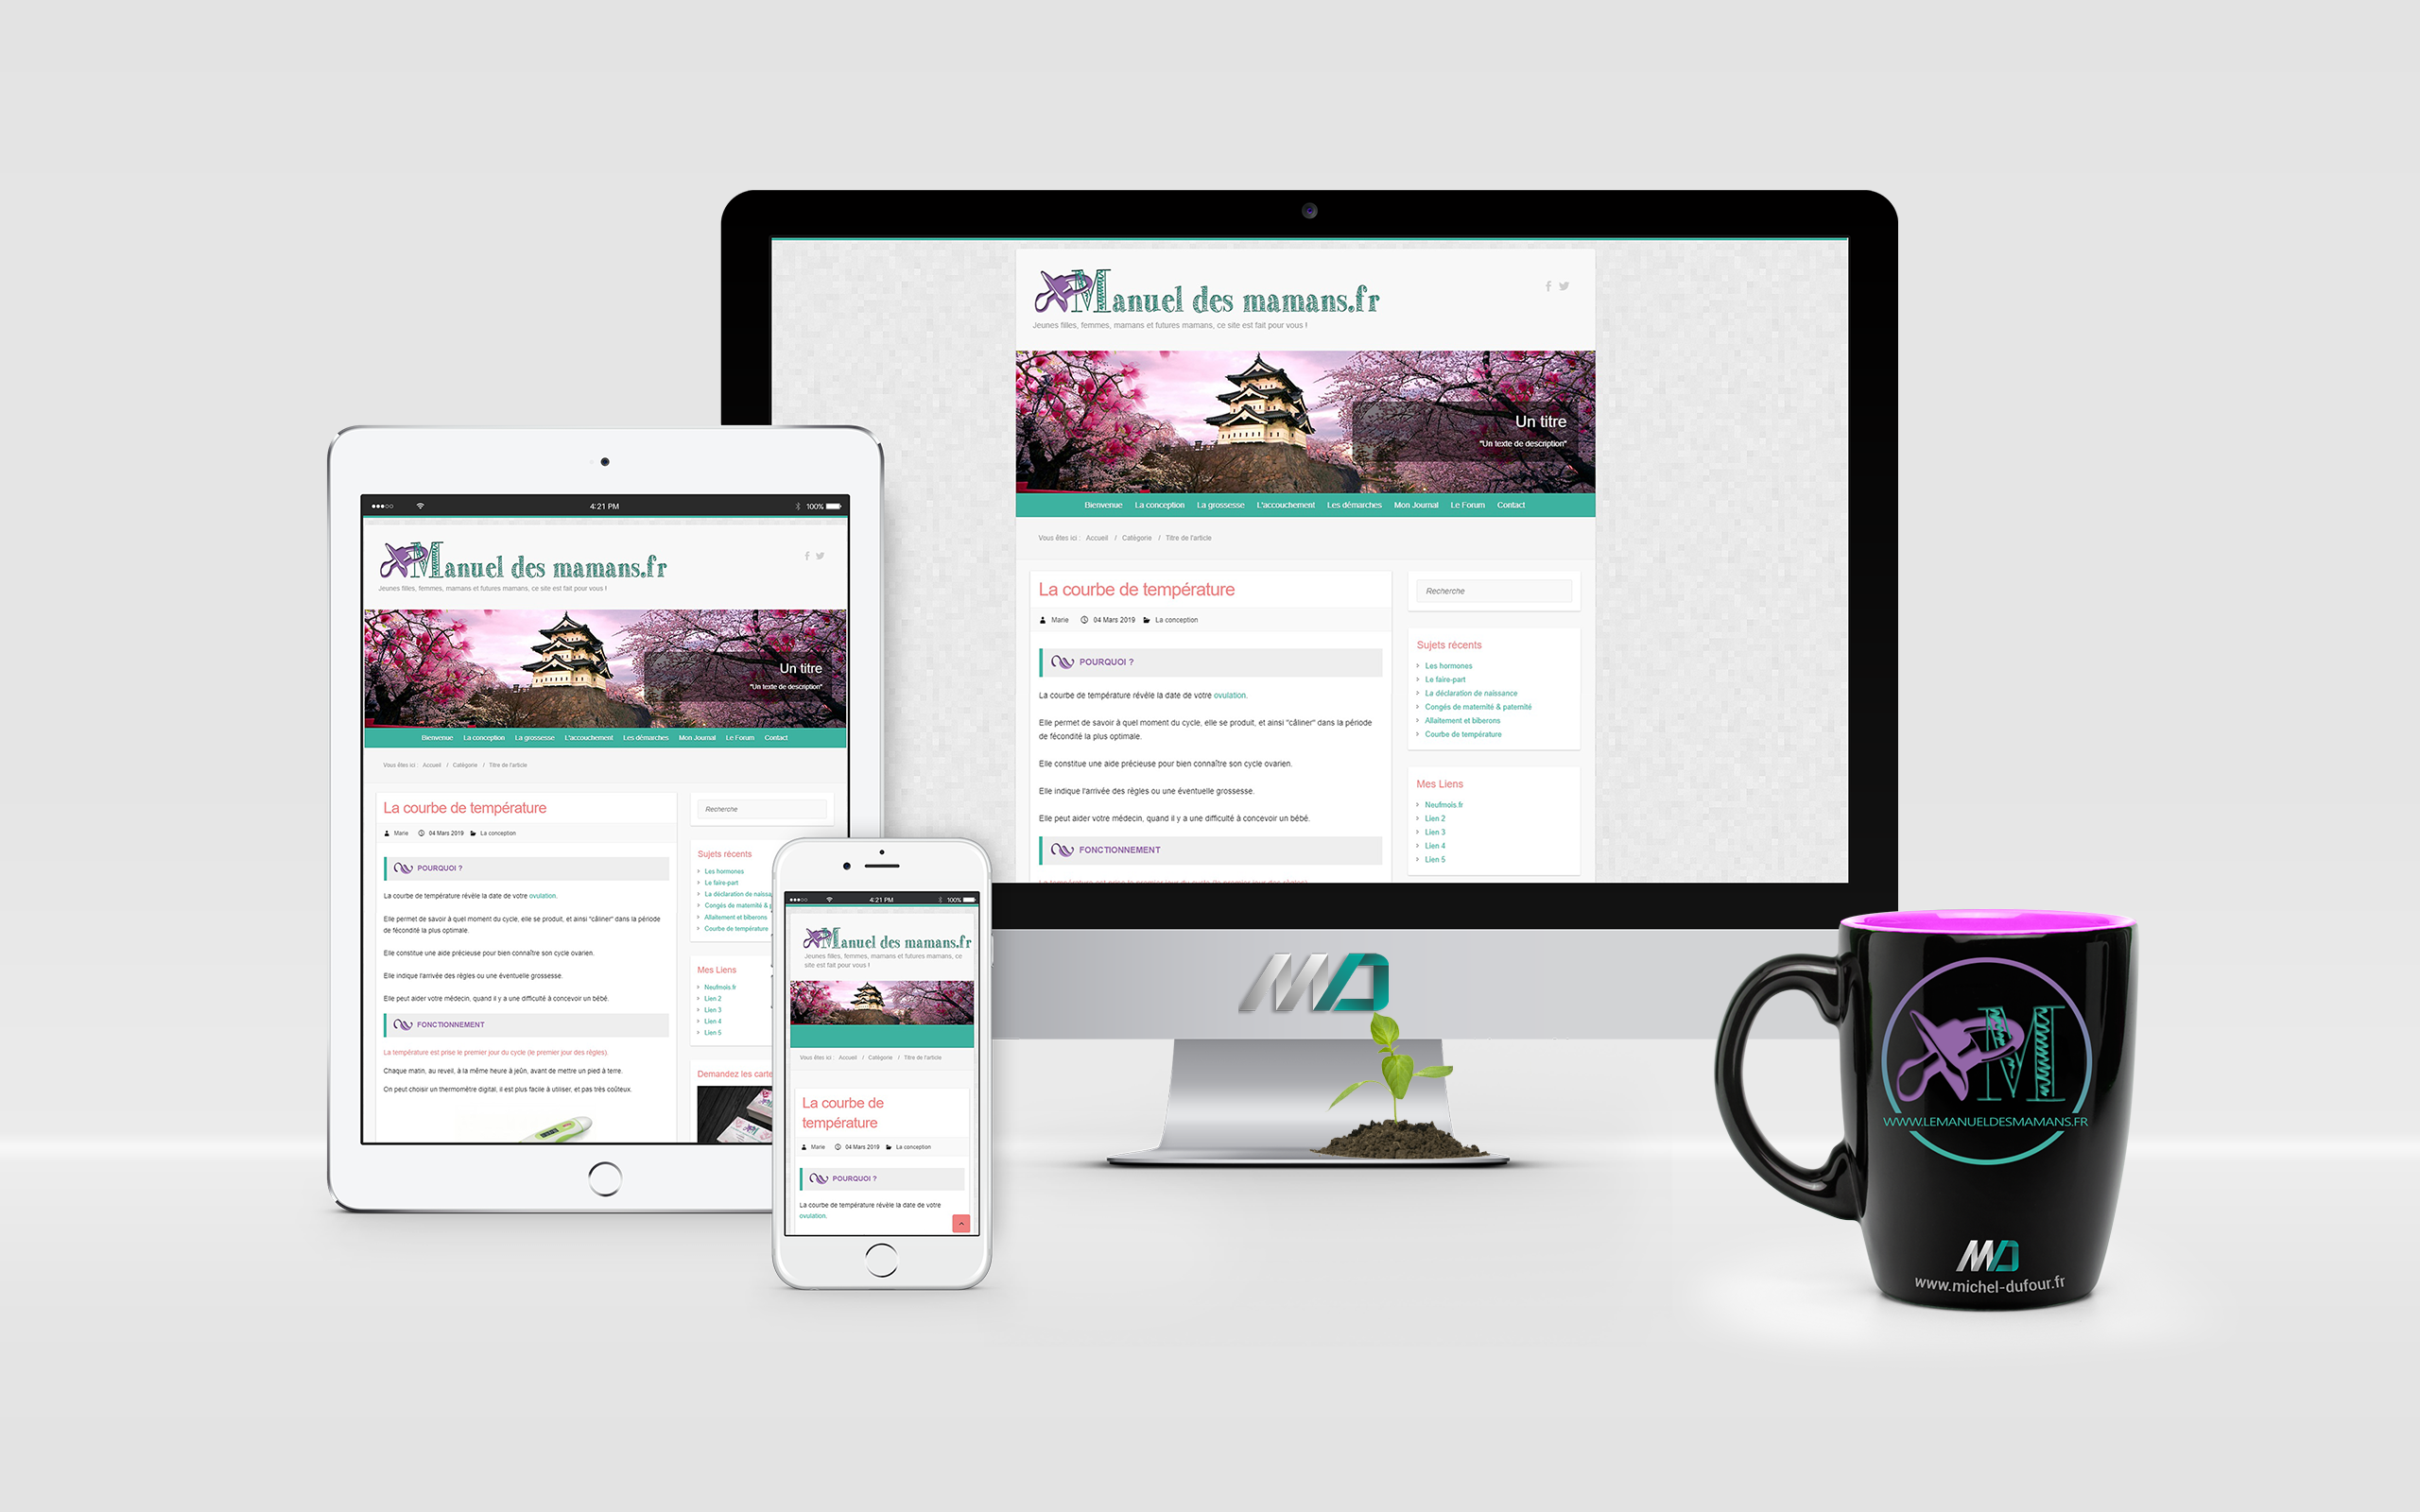 Manuel des mamans.fr
Jeunes filles, femmes, mamans et futures mamans, ce site est fait pour vous !
Un titre
"Un texte de description"
Bienvenue La conception La grossesse L'accouchement Les démarches Mon Journal Le Forum Contact
Vous êtes ici : Accueil / Catégorie / Titre de l'article
La courbe de température
Marie 04 Mars 2019 La conception
POURQUOI ?
La courbe de température révèle la date de votre ovulation.
Elle permet de savoir à quel moment du cycle, elle se produit, et ainsi "câliner" dans la période
de fécondité la plus optimale.
Elle constitue une aide précieuse pour bien connaître son cycle ovarien.
Elle indique l'arrivée des règles ou une éventuelle grossesse.
Elle peut aider votre médecin, quand il y a une difficulté à concevoir un bébé.
FONCTIONNEMENT
La température est prise le premier jour du cycle (le premier jour des règles).
Recherche
Sujets récents
Les hormones
Le faire-part
La déclaration de naissance
Congés de maternité & paternité
Allaitement et biberons
Courbe de température
Mes Liens
Neufmois.fr
Lien 2
Lien 3
Lien 4
Lien 5
MD
4:21 PM 100%
Manuel des mamans.fr
Jeunes filles, femmes, mamans et futures mamans, ce site est fait pour vous !
Un titre
"Un texte de description"
Bienvenue La conception La grossesse L'accouchement Les démarches Mon Journal Le Forum Contact
Vous êtes ici : Accueil / Catégorie / Titre de l'article
La courbe de température
Marie 04 Mars 2019 La conception
POURQUOI ?
La courbe de température révèle la date de votre ovulation.
Elle permet de savoir à quel moment du cycle, elle se produit, et ainsi "câliner" dans la période
de fécondité la plus optimale.
Elle constitue une aide précieuse pour bien connaître son cycle ovarien.
Elle indique l'arrivée des règles ou une éventuelle grossesse.
Elle peut aider votre médecin, quand il y a une difficulté à concevoir un bébé.
FONCTIONNEMENT
La température est prise le premier jour du cycle (le premier jour des règles).
Chaque matin, au reveil, à la même heure à jeûn, avant de mettre un pied à terre.
On peut choisir un thermomètre digital, il est plus facile à utiliser, et pas très coûteux.
Recherche
Sujets récents
Les hormones
Le faire-part
La déclaration de naissa
Congés de maternité & p
Allaitement et biberons
Courbe de température
Mes Liens
Neufmois.fr
Lien 2
Lien 3
Lien 4
Lien 5
Demandez les carte
4:21 PM 100%
Manuel des mamans.fr
Jeunes filles, femmes, mamans et futures mamans, ce
site est fait pour vous !
Vous êtes ici : Accueil / Catégorie / Titre de l'article
La courbe de
température
Marie 04 Mars 2019 La conception
POURQUOI ?
La courbe de température révèle la date de votre
ovulation.
M
WWW.LEMANUELDESMAMANS.FR
MD
www.michel-dufour.fr